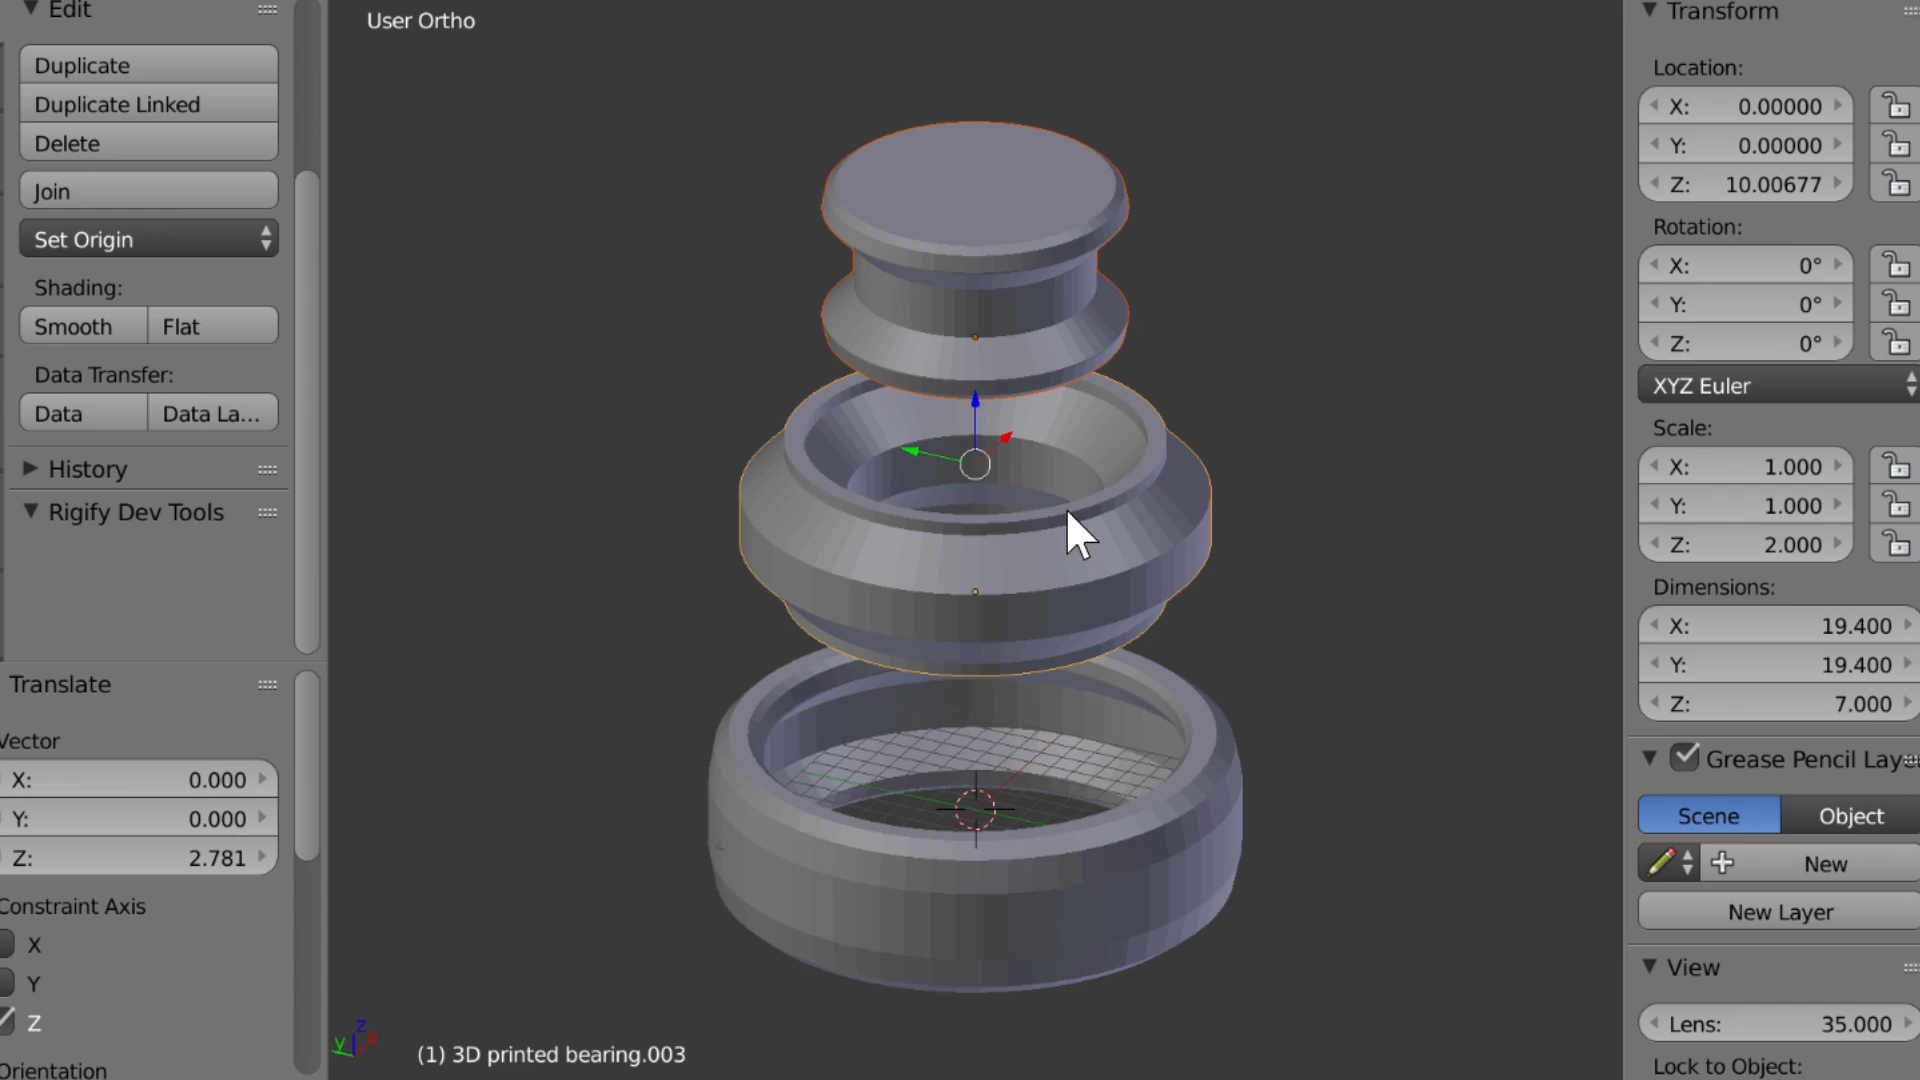 Edit
Duplicate
Duplicate Linked
Delete
Join
Set Origin
Shading:
Smooth
Flat
Data Transfer:
Data
Data La...
History
Rigify Dev Tools
Translate
Vector
X: 0.000
Y: 0.000
Z: 2.781
Constraint Axis
X
Y
Z
Orientation
User Ortho
z
y
x
(1) 3D printed bearing.003
Transform
Location:
X: 0.00000
Y: 0.00000
Z: 10.00677
Rotation:
X: 0°
Y: 0°
Z: 0°
XYZ Euler
Scale:
X: 1.000
Y: 1.000
Z: 2.000
Dimensions:
X: 19.400
Y: 19.400
Z: 7.000
Grease Pencil Laye
Scene
Object
New
New Layer
View
Lens: 35.000
Lock to Object: